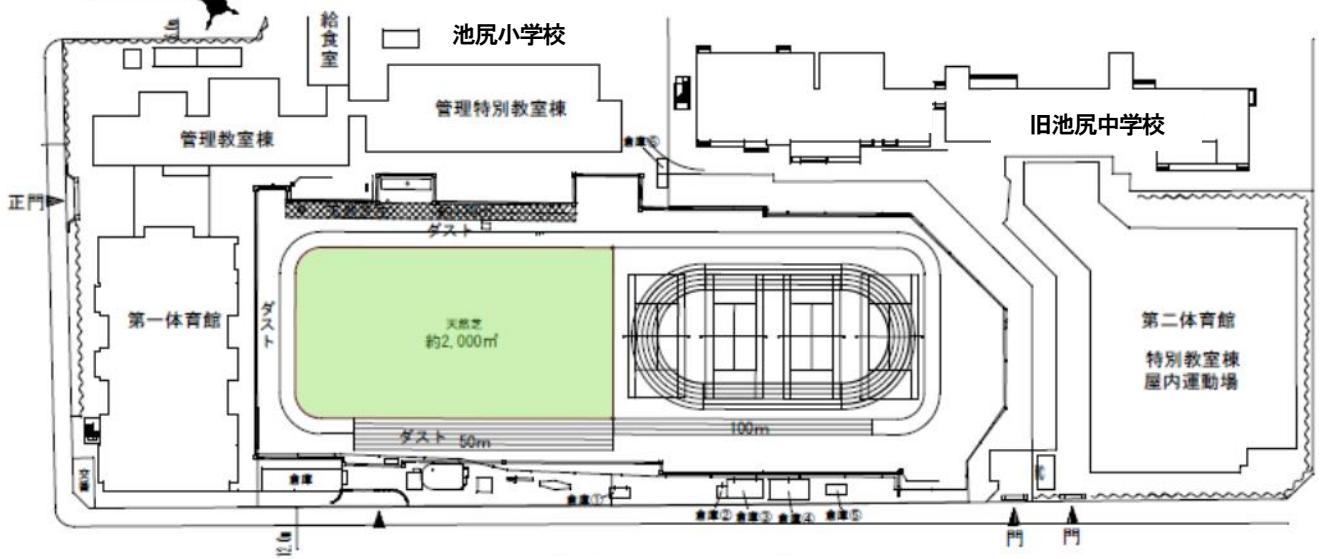 給食室
池尻小学校
管理特別教室棟
管理教室棟
旧池尻中学校
正門
ダスト
ダスト
第一体育館
天然芝
約2,000㎡
第二体育館
特別教室棟
屋内運動場
ダスト 50m
100m
倉庫
倉庫①
倉庫②
倉庫③
倉庫④
倉庫⑤
12.0m
門
門